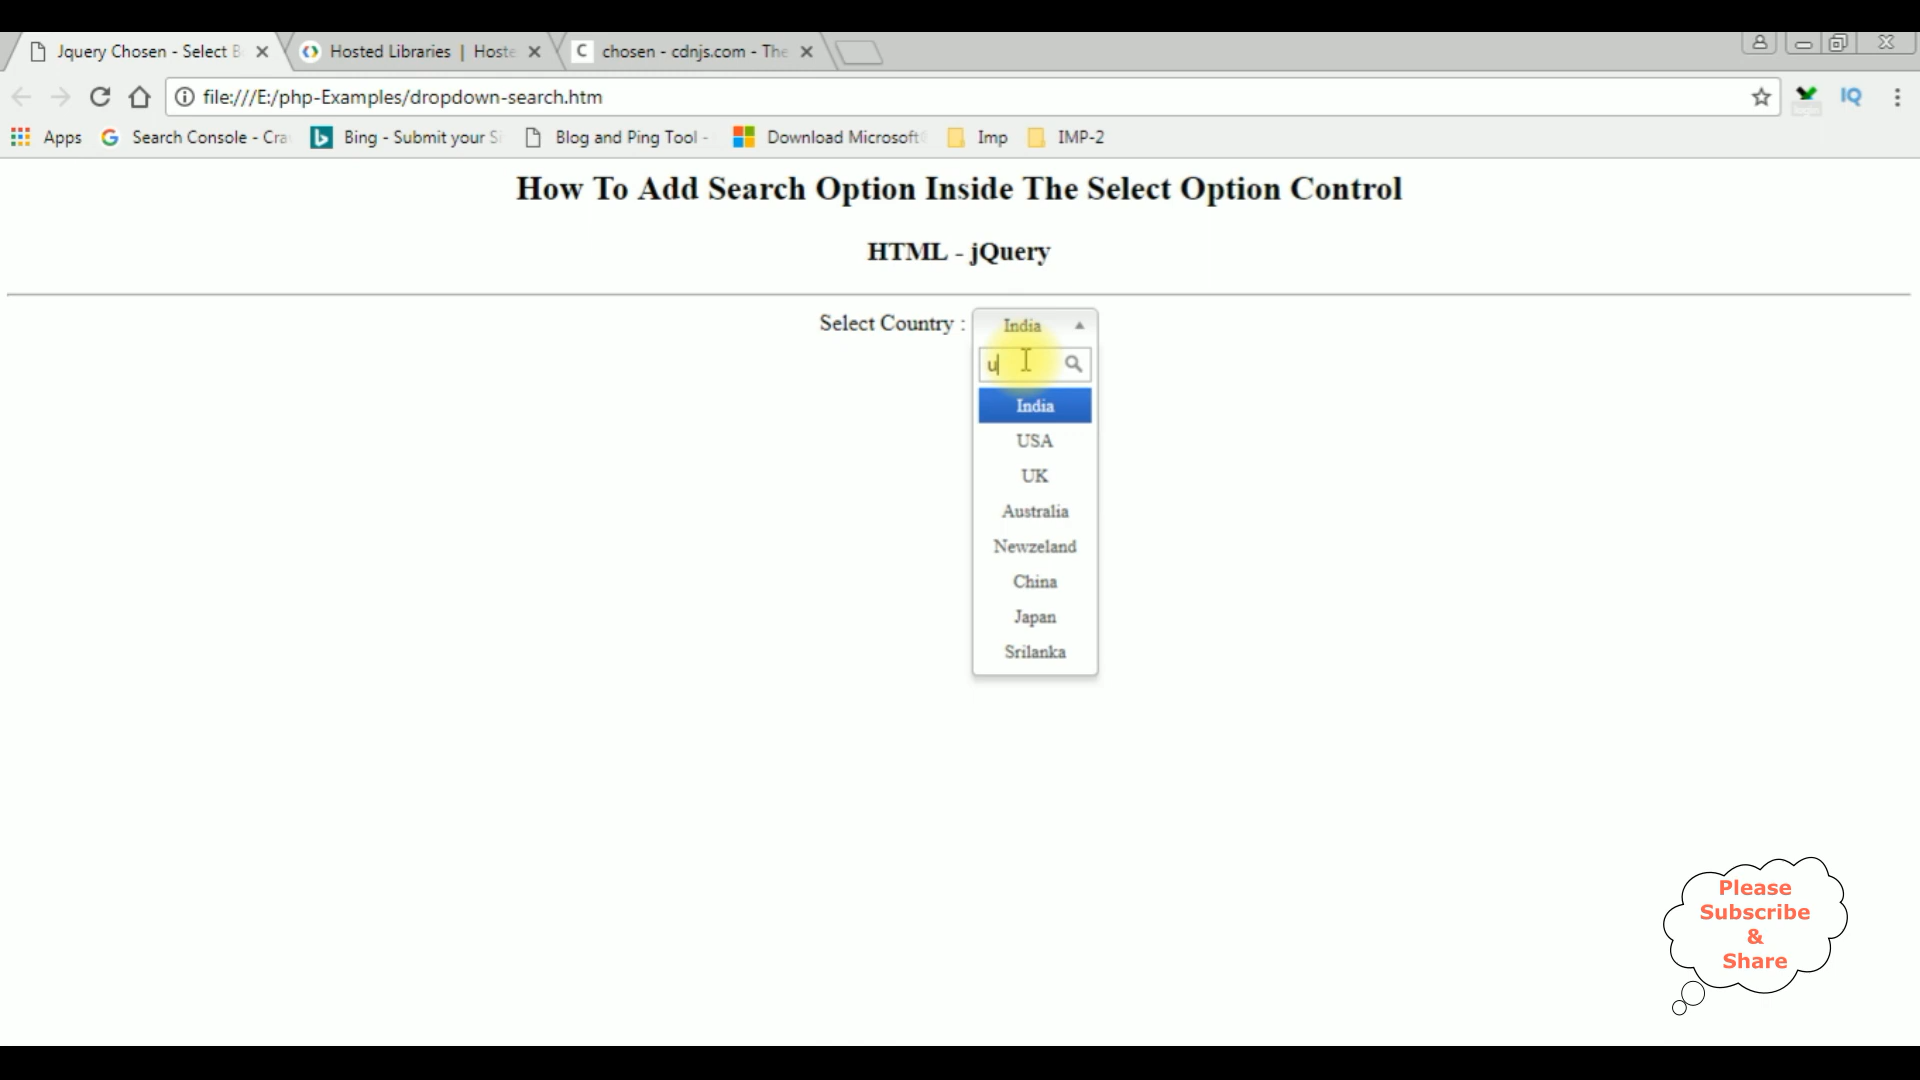 Jquery Chosen - Select B
Hosted Libraries | Hoste
C chosen - cdnjs.com - The
file:///E:/php-Examples/dropdown-search.htm
IQ
Apps
Search Console - Cra
Bing - Submit your S
Blog and Ping Tool -
Download Microsoft
Imp
IMP-2
How To Add Search Option Inside The Select Option Control
HTML - jQuery
Select Country : India
u
India
USA
UK
Australia
Newzeland
China
Japan
Srilanka
Please
Subscribe
&
Share